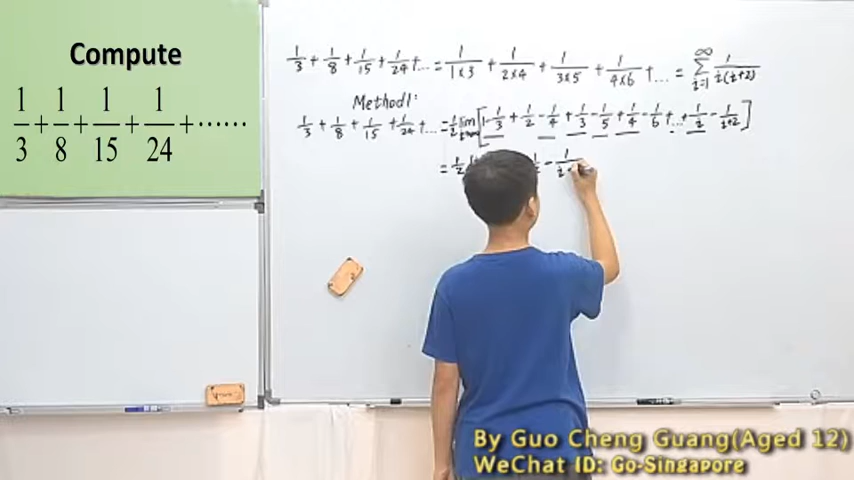 Compute
1/3 + 1/8 + 1/15 + 1/24 + ⋯⋯
1/3 + 1/8 + 1/15 + 1/24 +... = 1/(1×3) + 1/(2×4) + 1/(3×5) + 1/(4×6) +... = ∑_{i=1}^{∞} 1/(i(i+2))
Method1:
1/3 + 1/8 + 1/15 + 1/24 +... = 1/2 lim [1 - 1/3 + 1/2 - 1/4 + 1/3 - 1/5 + 1/4 - 1/6 +...+ 1/i - 1/(i+2)]
= 1/2 - 1/i
By Guo Cheng Guang(Aged 12)
WeChat ID: Go-Singapore